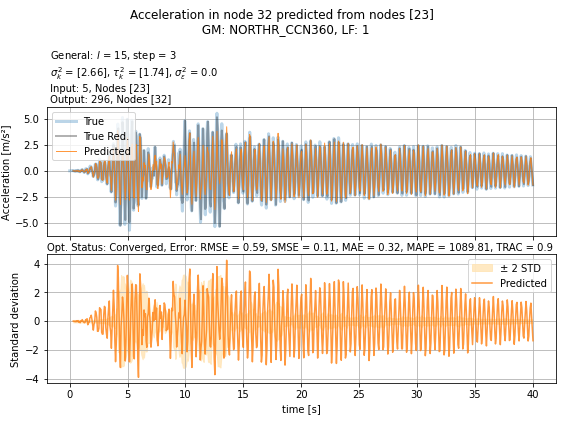 Acceleration in node 32 predicted from nodes [23]
GM: NORTHR_CCN360, LF: 1
General: l = 15, step = 3
σ²ₖ = [2.66], τ²ₖ = [1.74], σ²ₑ = 0.0
Input: 5, Nodes [23]
Output: 296, Nodes [32]
Acceleration [m/s²]
5.0
2.5
0.0
−2.5
−5.0
True
True Red.
Predicted
Opt. Status: Converged, Error: RMSE = 0.59, SMSE = 0.11, MAE = 0.32, MAPE = 1089.81, TRAC = 0.9
Standard deviation
4
2
0
−2
−4
± 2 STD
Predicted
0 5 10 15 20 25 30 35 40
time [s]